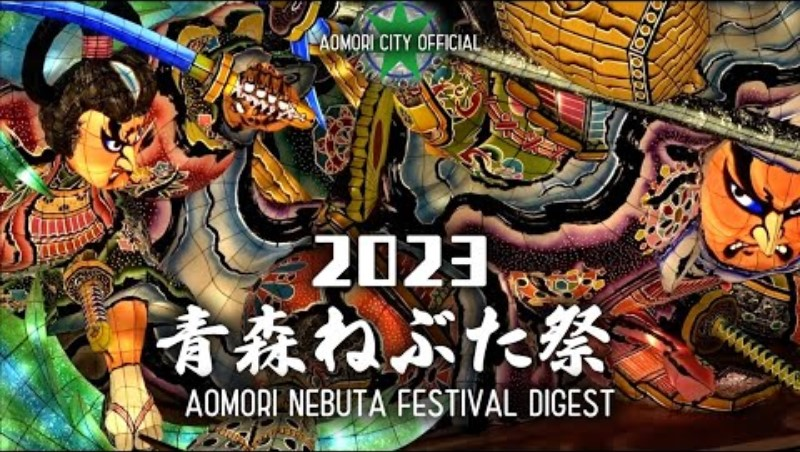 AOMORI CITY OFFICIAL
2023
青森ねぶた祭
AOMORI NEBUTA FESTIVAL DIGEST